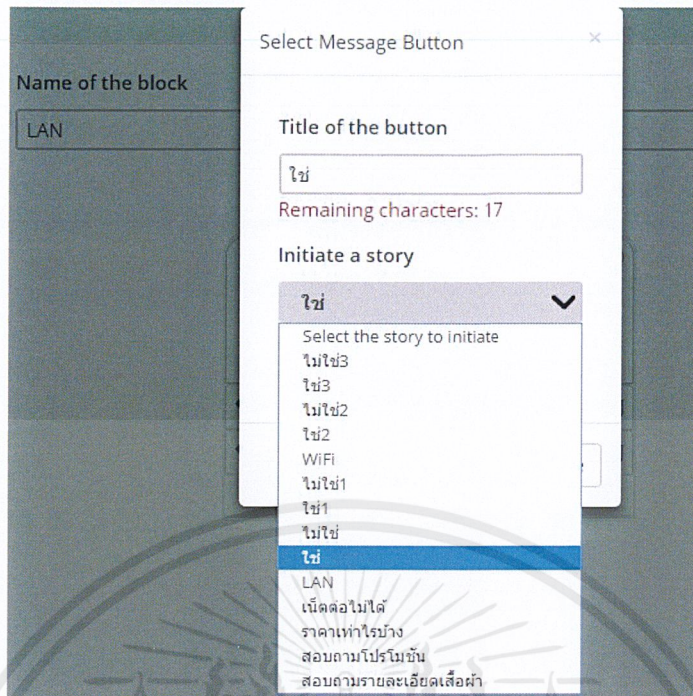 Select Message Button ×
Name of the block
LAN
Title of the button
ใช่
Remaining characters: 17
Initiate a story
ใช่
Select the story to initiate
ไม่ใช่3
ใช่3
ไม่ใช่2
ใช่2
WiFi
ไม่ใช่1
ใช่1
ไม่ใช่
ใช่
LAN
เน็ตต่อไม่ได้
ราคาเท่าไรบ้าง
สอบถามโปรโมชัน
สอบถามรายละเอียดเสื้อผ้า